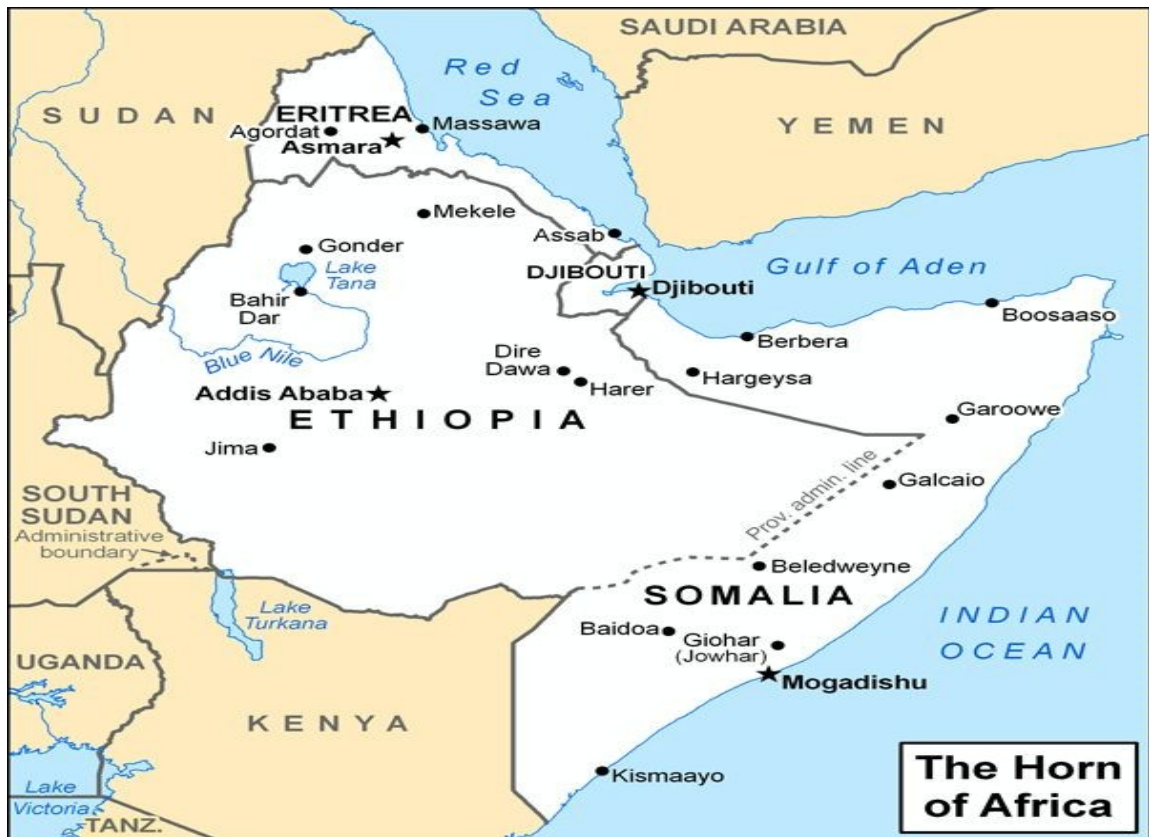 SAUDI ARABIA
Red
Sea
SUDAN
ERITREA
Agordat
Massawa
Asmara
YEMEN
Mekele
Assab
Gonder
Lake
Tana
DJIBOUTI
Djibouti
Gulf of Aden
Bahir
Dar
Boosaaso
Berbera
Blue Nile
Dire
Dawa
Harer
Hargeysa
Addis Ababa
ETHIOPIA
Garoowe
Jima
Galcaio
Prov. admin. line
SOUTH
SUDAN
Administrative
boundary
Beledweyne
SOMALIA
Lake
Turkana
INDIAN
OCEAN
Baidoa
Giohar
(Jowhar)
UGANDA
Mogadishu
KENYA
Kismaayo
The Horn
of Africa
Lake
Victoria
TANZ.